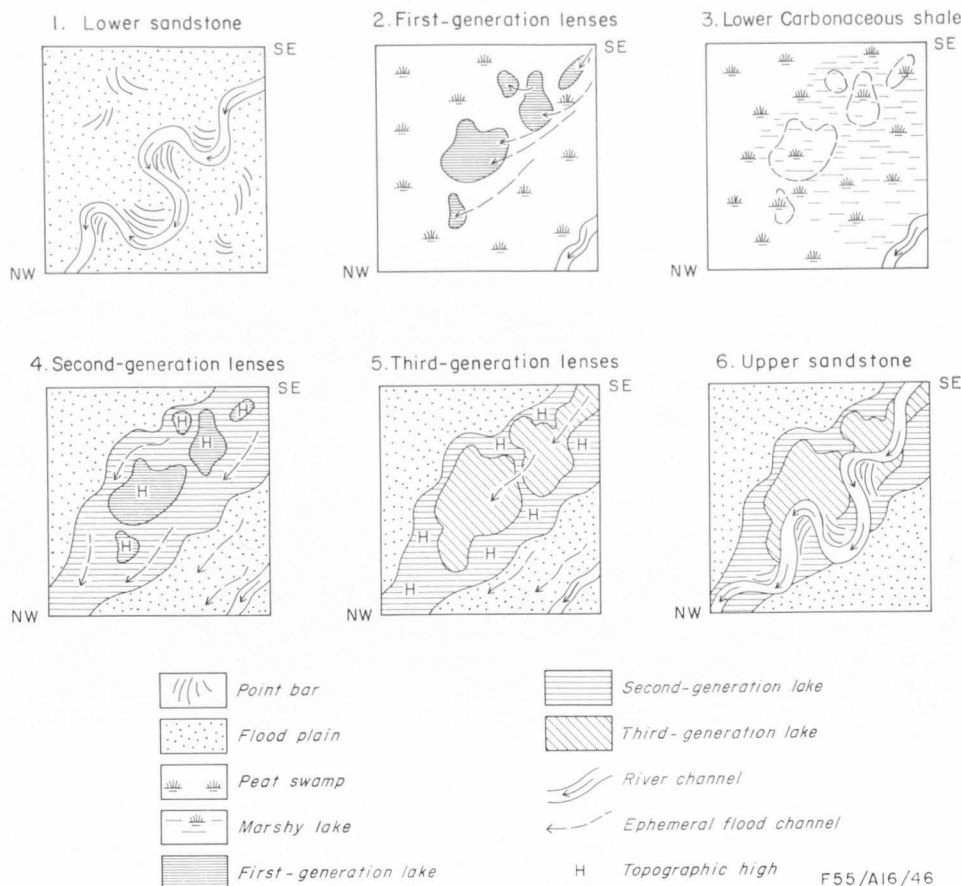 1. Lower sandstone
SE
NW
2. First-generation lenses
SE
NW
3. Lower Carbonaceous shale
SE
NW
4. Second-generation lenses
SE
H
H
H
H
NW
5. Third-generation lenses
SE
H
H
H
H
H
H
H
NW
6. Upper sandstone
SE
NW
Point bar
Flood plain
Peat swamp
Marshy lake
First-generation lake
Second-generation lake
Third-generation lake
River channel
Ephemeral flood channel
H Topographic high
F55/A16/46